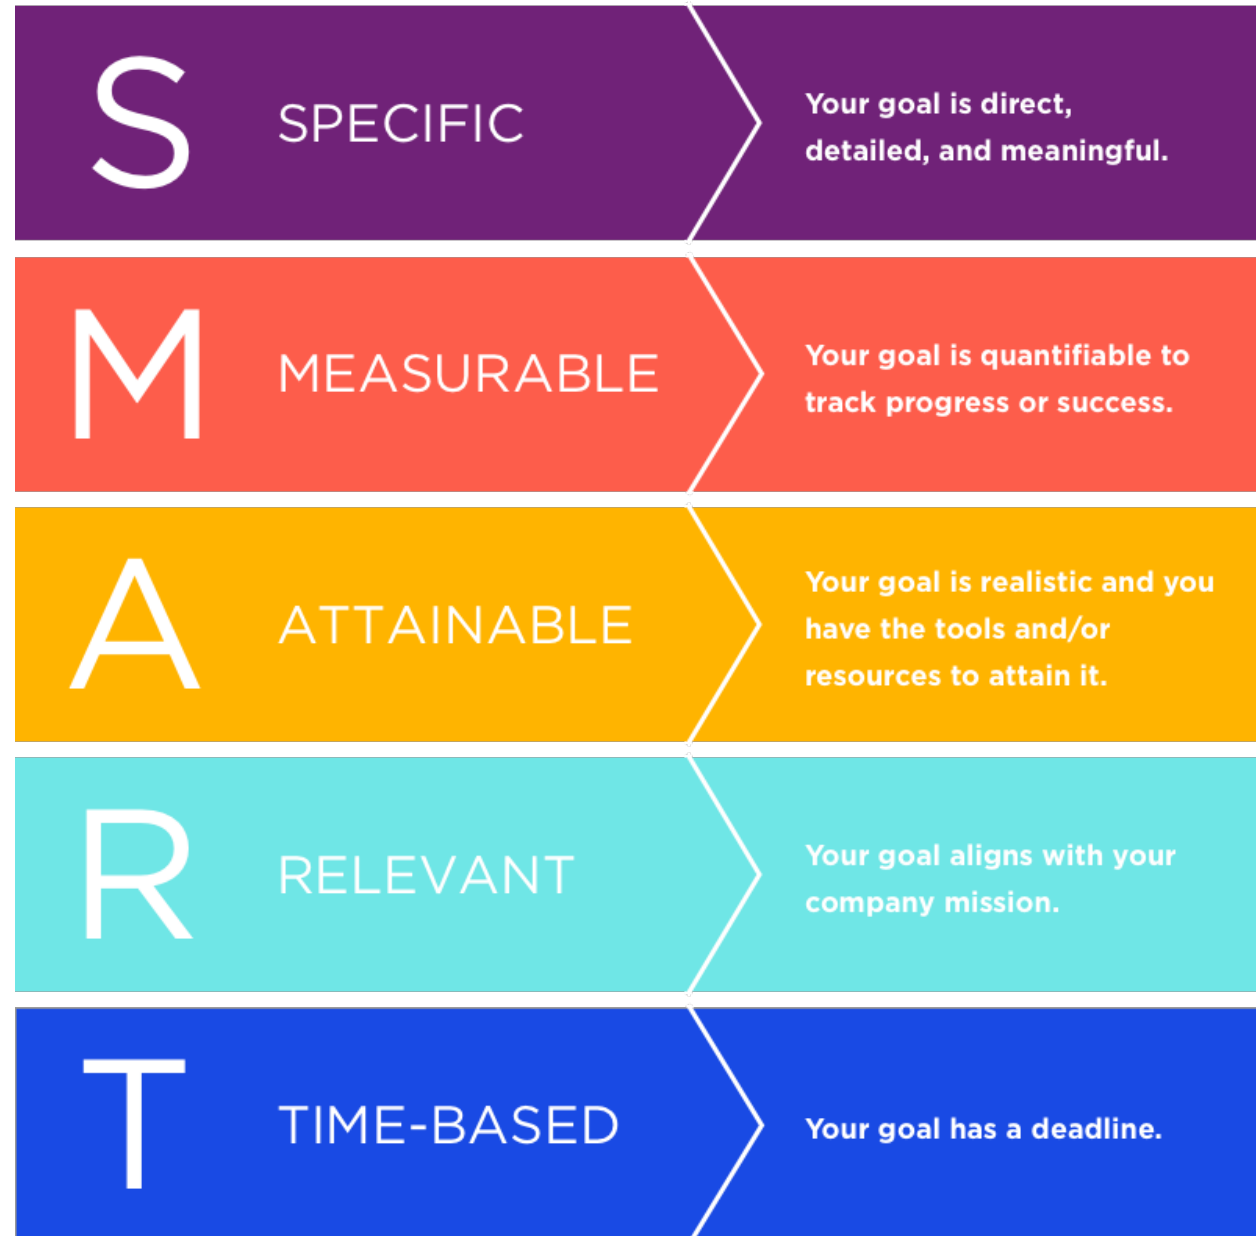 S
SPECIFIC
Your goal is direct,
detailed, and meaningful.
M
MEASURABLE
Your goal is quantifiable to
track progress or success.
A
ATTAINABLE
Your goal is realistic and you
have the tools and/or
resources to attain it.
R
RELEVANT
Your goal aligns with your
company mission.
T
TIME-BASED
Your goal has a deadline.